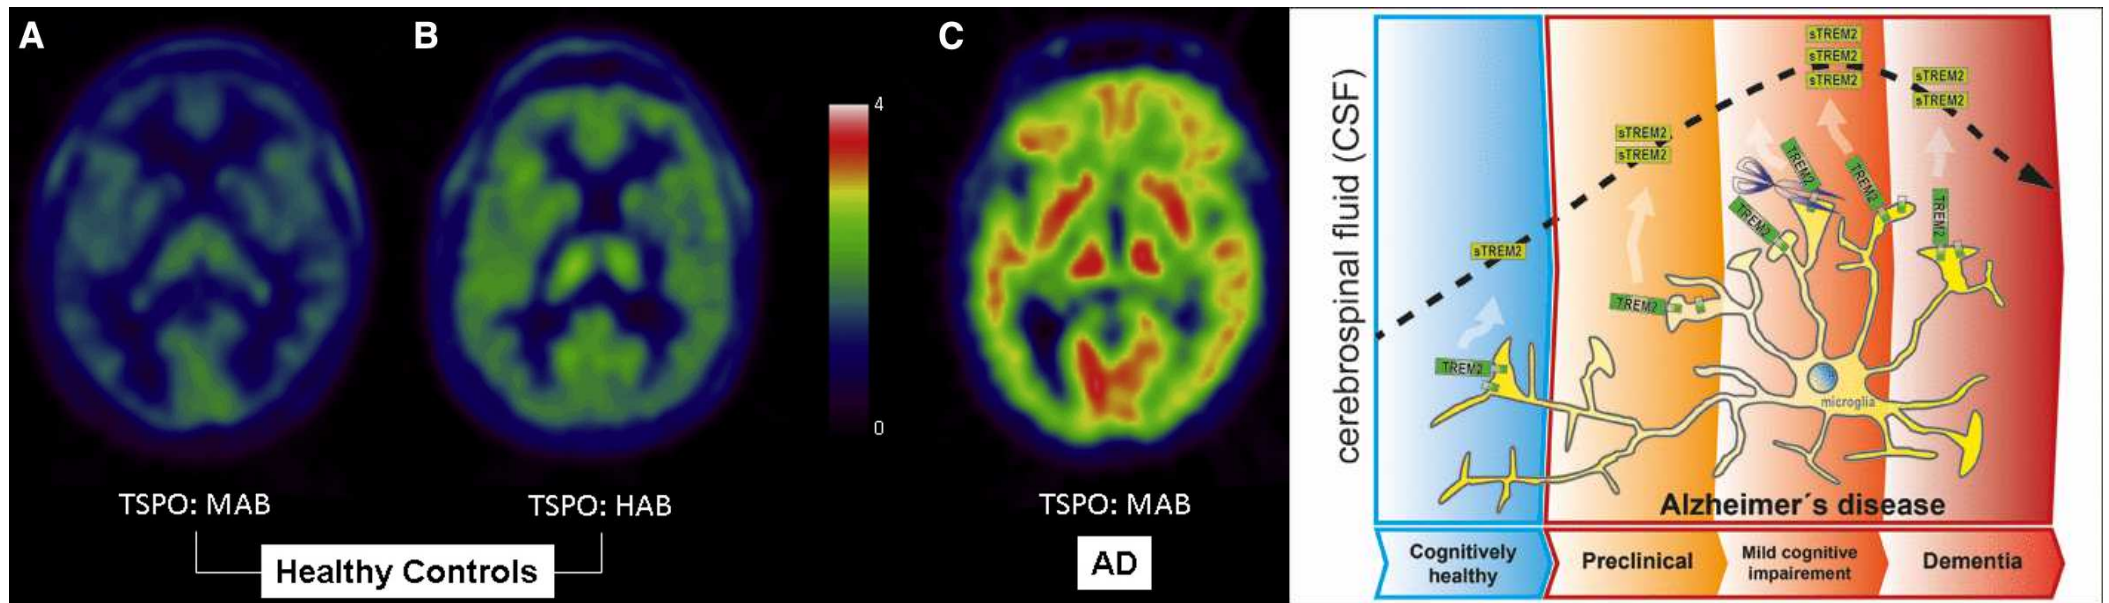 A
B
C
4
0
TSPO: MAB
TSPO: HAB
TSPO: MAB
Healthy Controls
AD
cerebrospinal fluid (CSF)
sTREM2
sTREM2
sTREM2
sTREM2
sTREM2
sTREM2
sTREM2
sTREM2
TREM2
TREM2
TREM2
TREM2
TREM2
TREM2
microglia
Alzheimer´s disease
Cognitively
healthy
Preclinical
Mild cognitive
impairement
Dementia